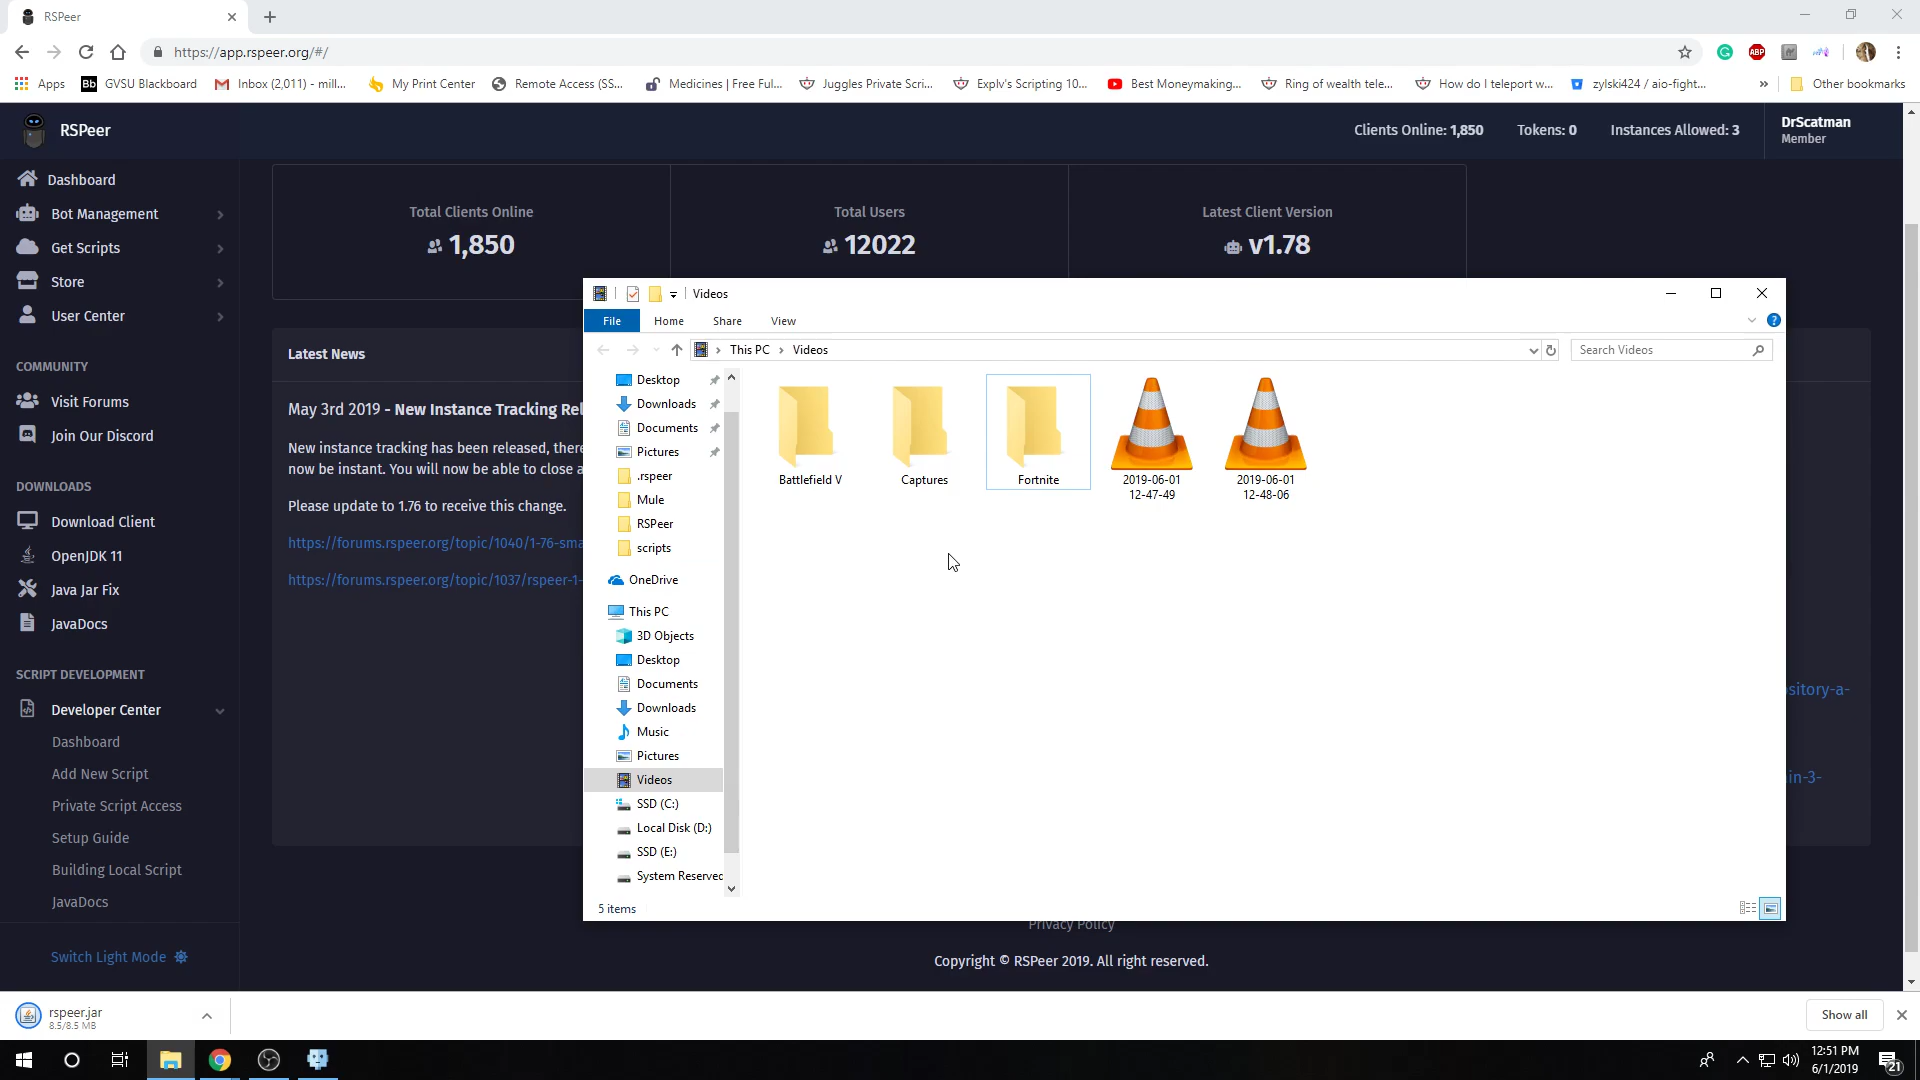 RSPeer
https://app.rspeer.org/#/
Apps
Bb GVSU Blackboard
Inbox (2,011) - mill...
My Print Center
Remote Access (SS...
Medicines | Free Ful...
Juggles Private Scri...
Explv's Scripting 10...
Best Moneymaking...
Ring of wealth tele...
How do I teleport w...
zylski424 / aio-fight...
»
Other bookmarks
ABP
RSPeer
Clients Online: 1,850
Tokens: 0
Instances Allowed: 3
DrScatman
Member
Dashboard
Bot Management
Get Scripts
Store
User Center
COMMUNITY
Visit Forums
Join Our Discord
DOWNLOADS
Download Client
OpenJDK 11
Java Jar Fix
JavaDocs
SCRIPT DEVELOPMENT
Developer Center
Dashboard
Add New Script
Private Script Access
Setup Guide
Building Local Script
JavaDocs
Switch Light Mode
Total Clients Online
1,850
Total Users
12022
Latest Client Version
v1.78
Latest News
May 3rd 2019 - New Instance Tracking Rel
New instance tracking has been released, there
now be instant. You will now be able to close a
Please update to 1.76 to receive this change.
https://forums.rspeer.org/topic/1040/1-76-sma
https://forums.rspeer.org/topic/1037/rspeer-1-
sitory-a-
in-3-
Videos
File
Home
Share
View
This PC
Videos
Search Videos
Desktop
Downloads
Documents
Pictures
.rspeer
Mule
RSPeer
scripts
OneDrive
This PC
3D Objects
Desktop
Documents
Downloads
Music
Pictures
Videos
SSD (C:)
Local Disk (D:)
SSD (E:)
System Reserved
Battlefield V
Captures
Fortnite
2019-06-01
12-47-49
2019-06-01
12-48-06
5 items
Privacy Policy
Copyright © RSPeer 2019. All right reserved.
rspeer.jar
8.5/8.5 MB
Show all
12:51 PM
6/1/2019
21